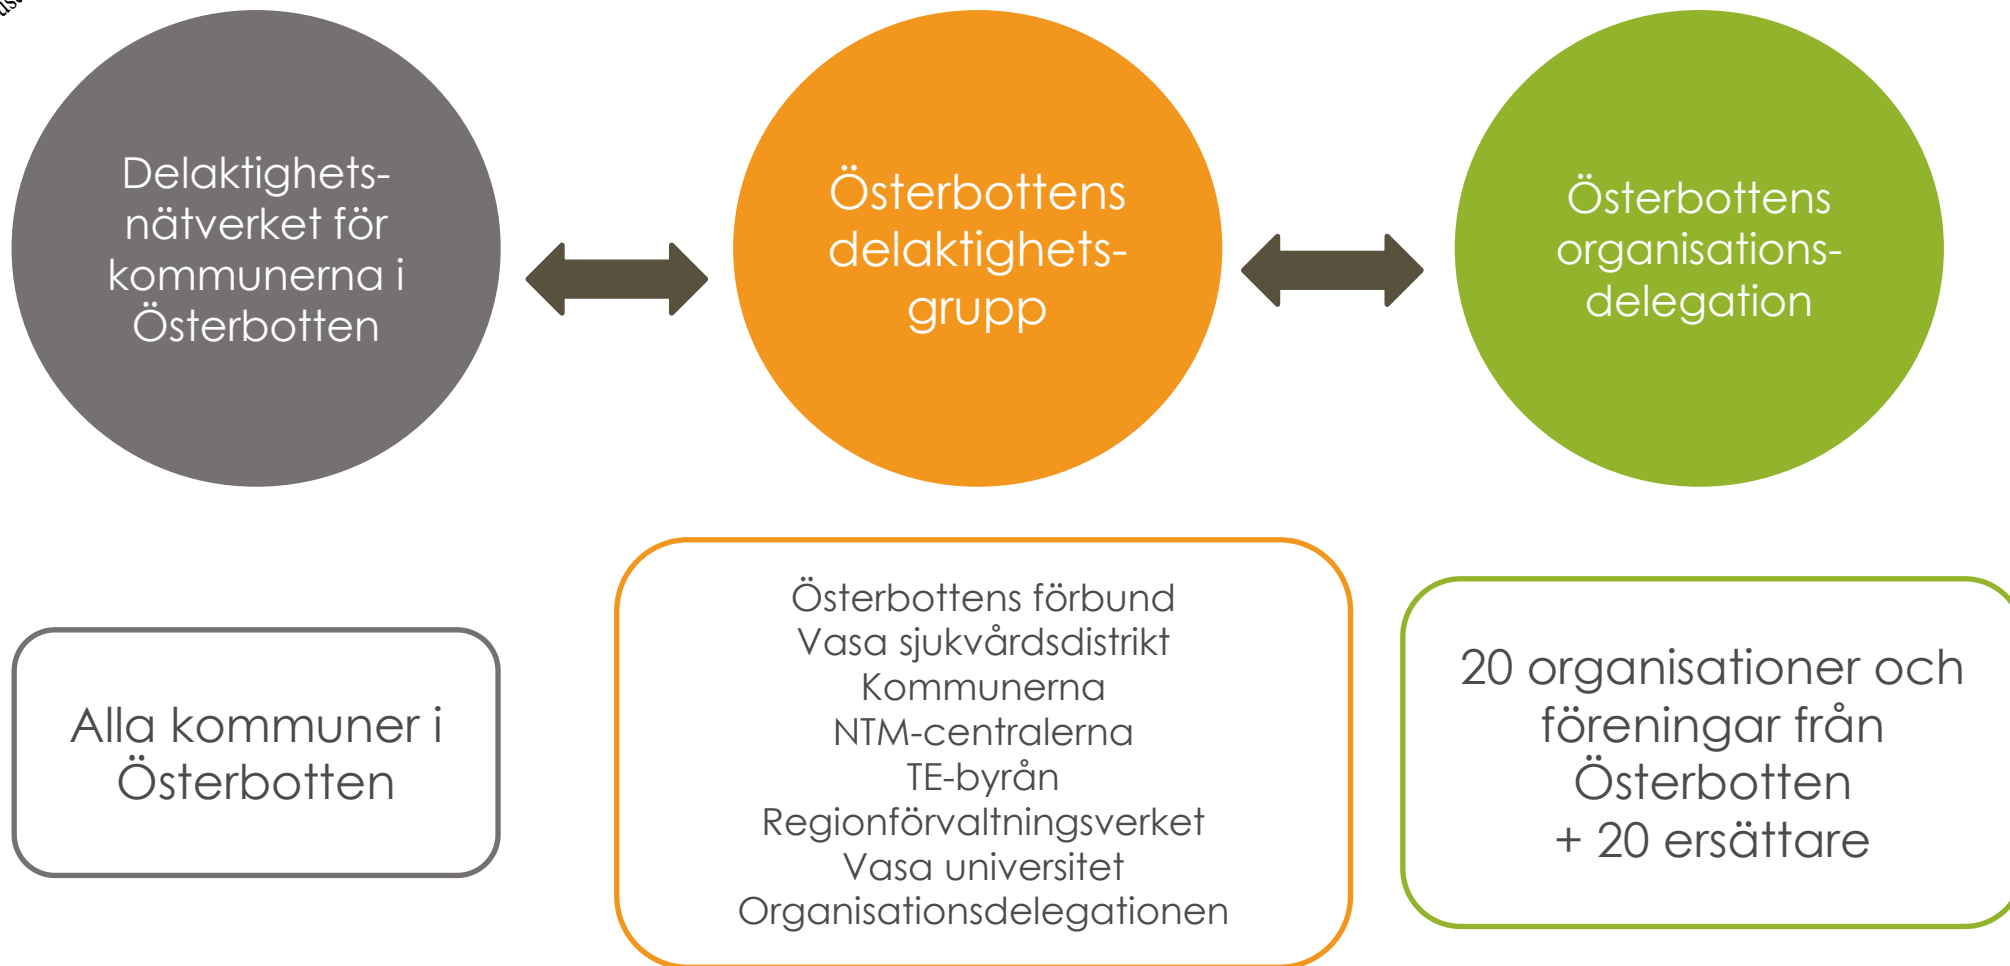 Delaktighets-
nätverket för
kommunerna i
Österbotten
Österbottens
delaktighets-
grupp
Österbottens
organisations-
delegation
Alla kommuner i
Österbotten
Österbottens förbund
Vasa sjukvårdsdistrikt
Kommunerna
NTM-centralerna
TE-byrån
Regionförvaltningsverket
Vasa universitet
Organisationsdelegationen
20 organisationer och
föreningar från
Österbotten
+ 20 ersättare